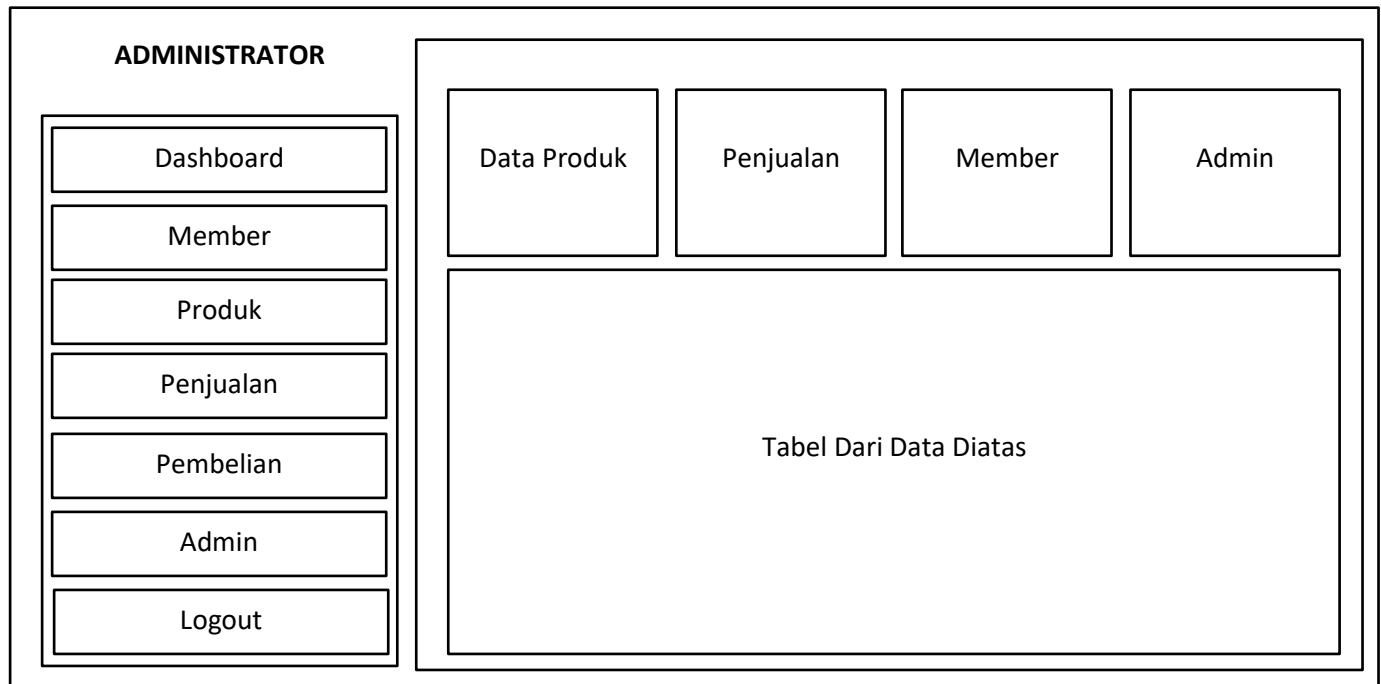 ADMINISTRATOR
Dashboard
Member
Produk
Penjualan
Pembelian
Admin
Logout
Data Produk
Penjualan
Member
Admin
Tabel Dari Data Diatas